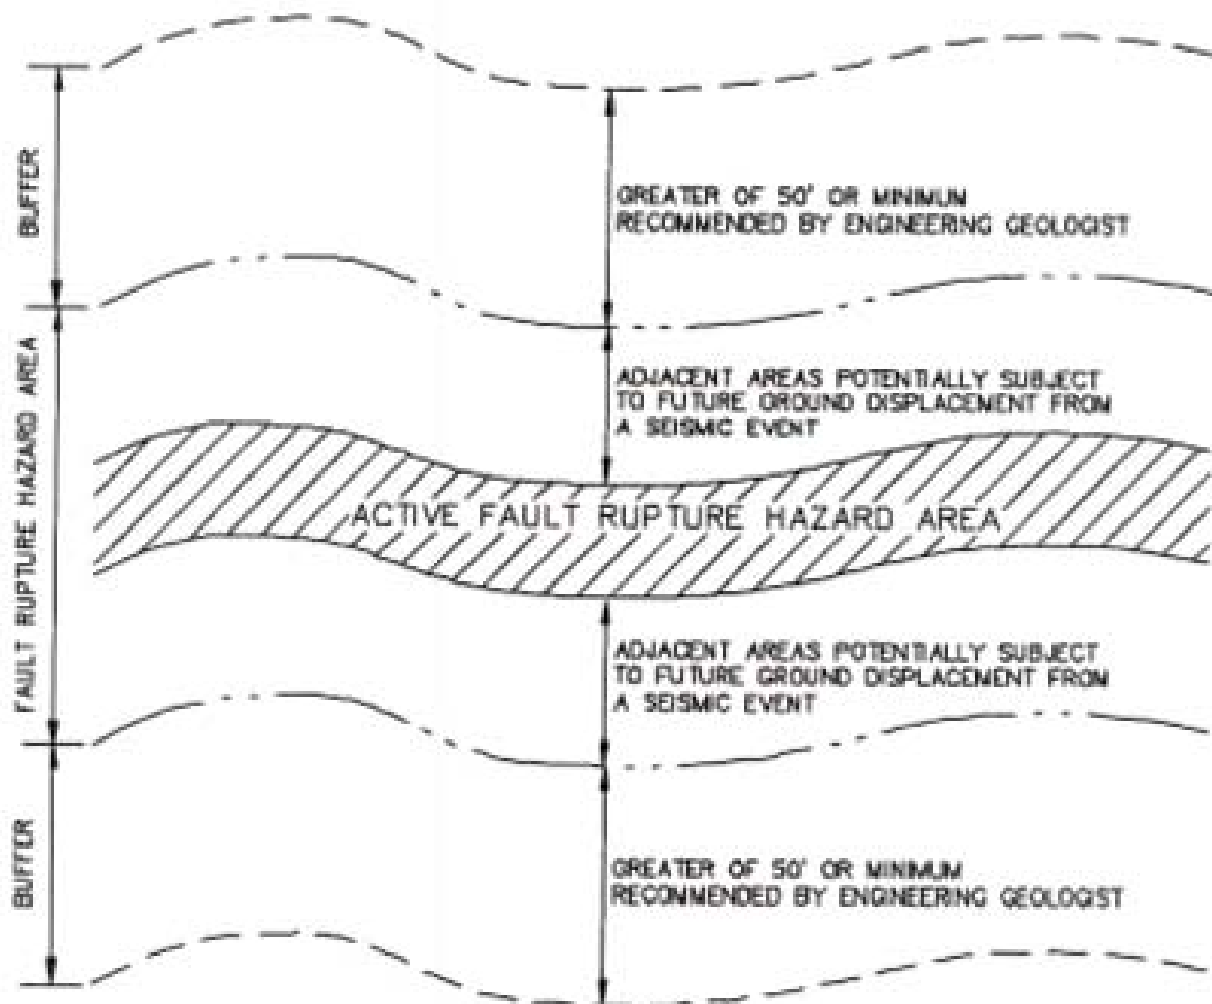 BUFFER
GREATER OF 50' OR MINIMUM
RECOMMENDED BY ENGINEERING GEOLOGIST
FAULT RUPTURE HAZARD AREA
ADJACENT AREAS POTENTIALLY SUBJECT
TO FUTURE GROUND DISPLACEMENT FROM
A SEISMIC EVENT
ACTIVE FAULT RUPTURE HAZARD AREA
ADJACENT AREAS POTENTIALLY SUBJECT
TO FUTURE GROUND DISPLACEMENT FROM
A SEISMIC EVENT
BUFFER
GREATER OF 50' OR MINIMUM
RECOMMENDED BY ENGINEERING GEOLOGIST